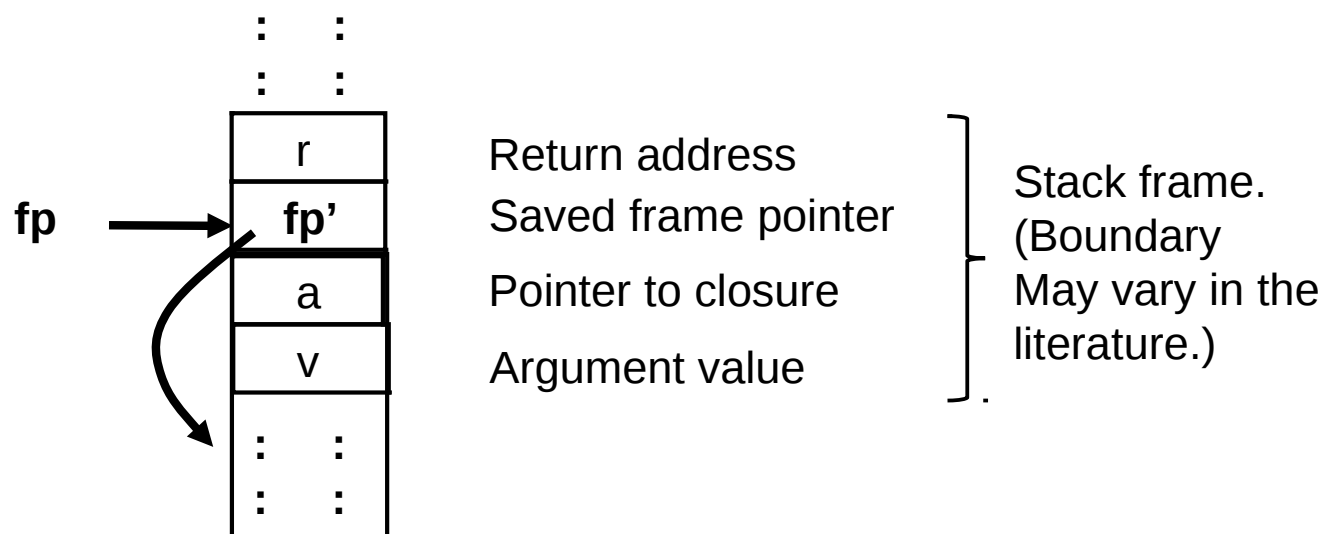 : :
: :
r Return address
fp fp’ Saved frame pointer
a Pointer to closure
v Argument value
: :
: :
Stack frame.
(Boundary
May vary in the
literature.)
.